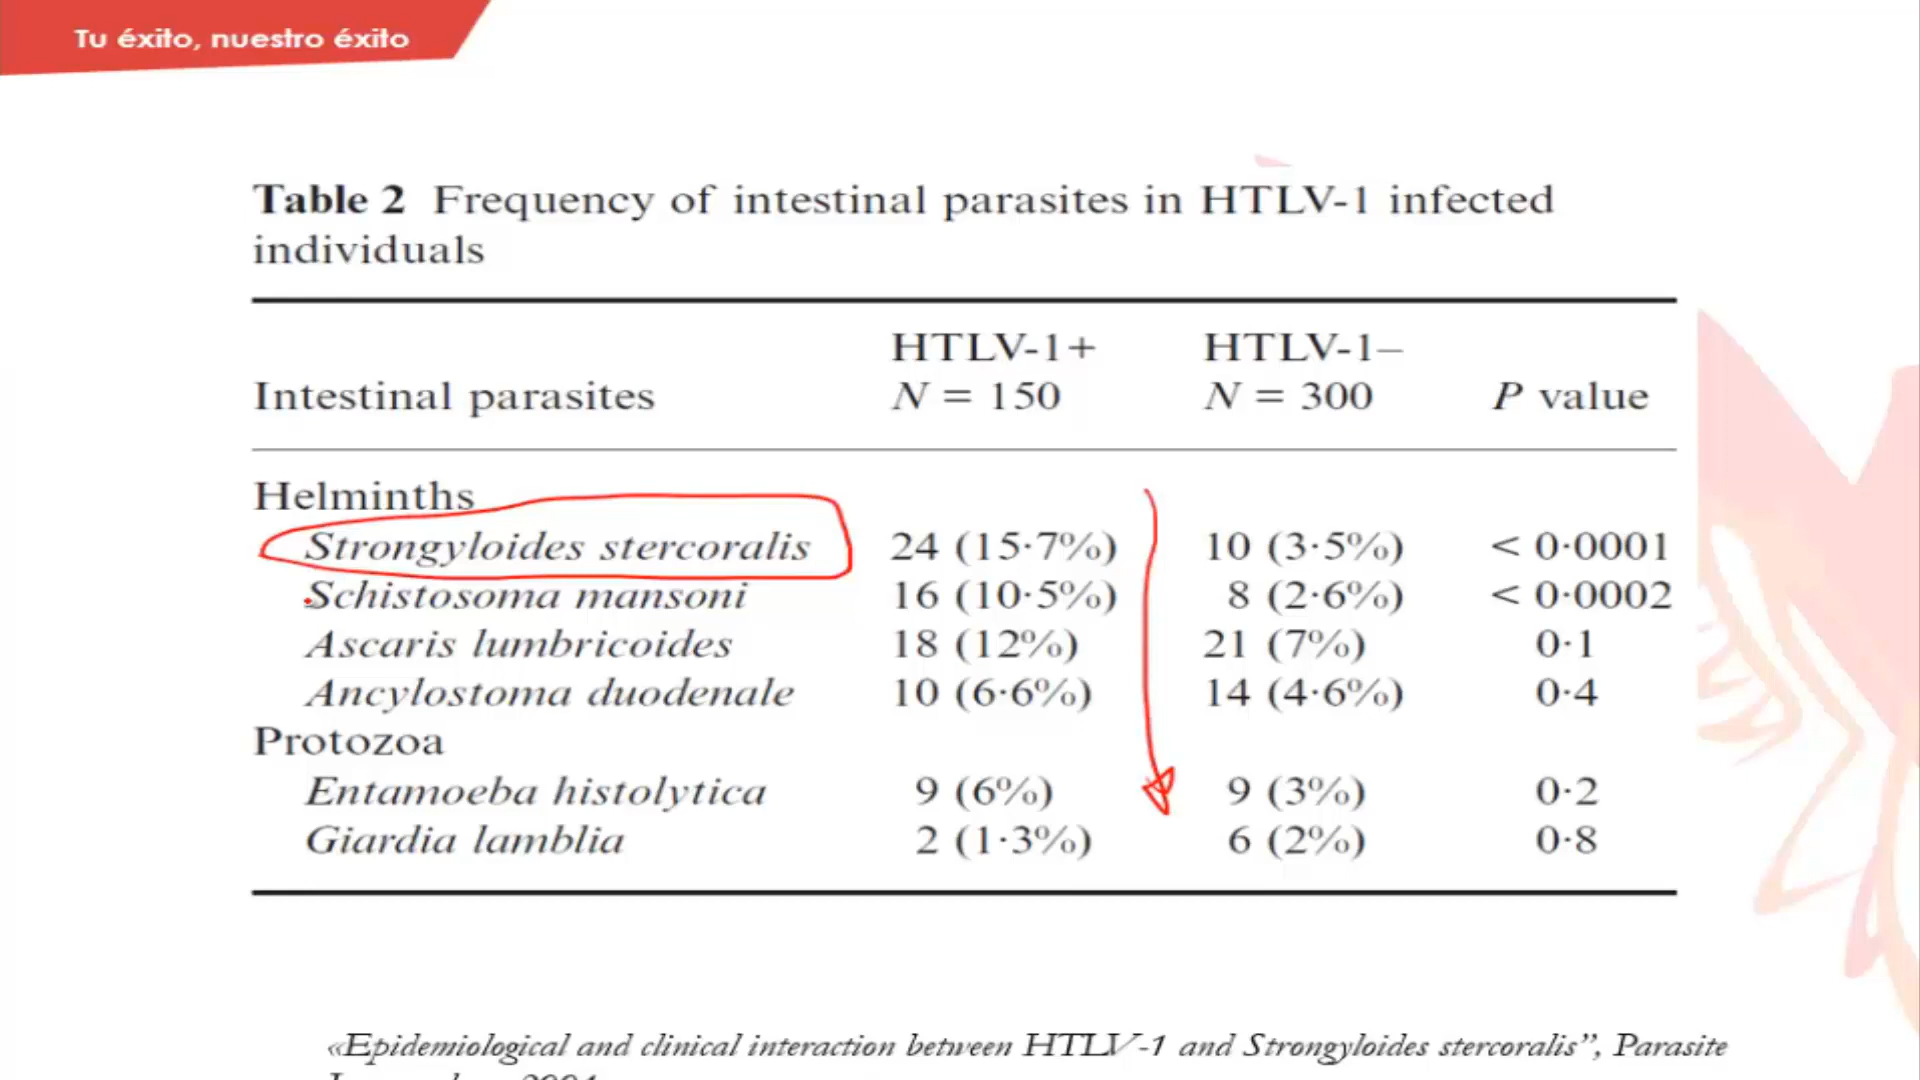 Tu éxito, nuestro éxito
Table 2 Frequency of intestinal parasites in HTLV-1 infected
individuals
HTLV-1+ HTLV-1–
Intestinal parasites N = 150 N = 300 P value
Helminths
Strongyloides stercoralis 24 (15·7%) 10 (3·5%) < 0·0001
Schistosoma mansoni 16 (10·5%) 8 (2·6%) < 0·0002
Ascaris lumbricoides 18 (12%) 21 (7%) 0·1
Ancylostoma duodenale 10 (6·6%) 14 (4·6%) 0·4
Protozoa
Entamoeba histolytica 9 (6%) 9 (3%) 0·2
Giardia lamblia 2 (1·3%) 6 (2%) 0·8
«Epidemiological and clinical interaction between HTLV-1 and Strongyloides stercoralis”, Parasite